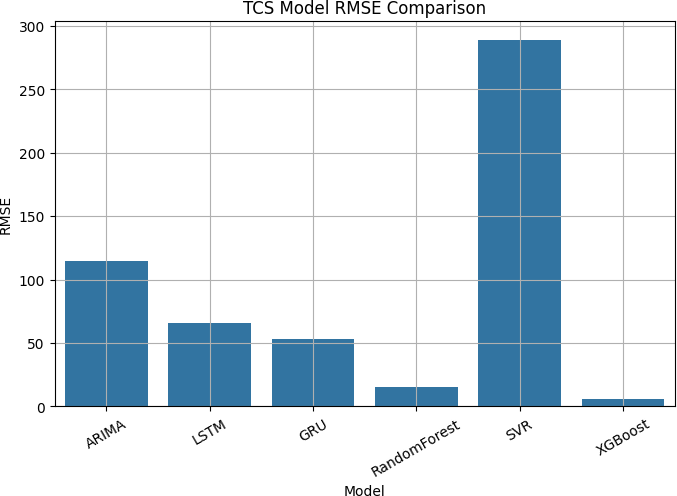 TCS Model RMSE Comparison
RMSE
300
250
200
150
100
50
0
ARIMA
LSTM
GRU
RandomForest
SVR
XGBoost
Model